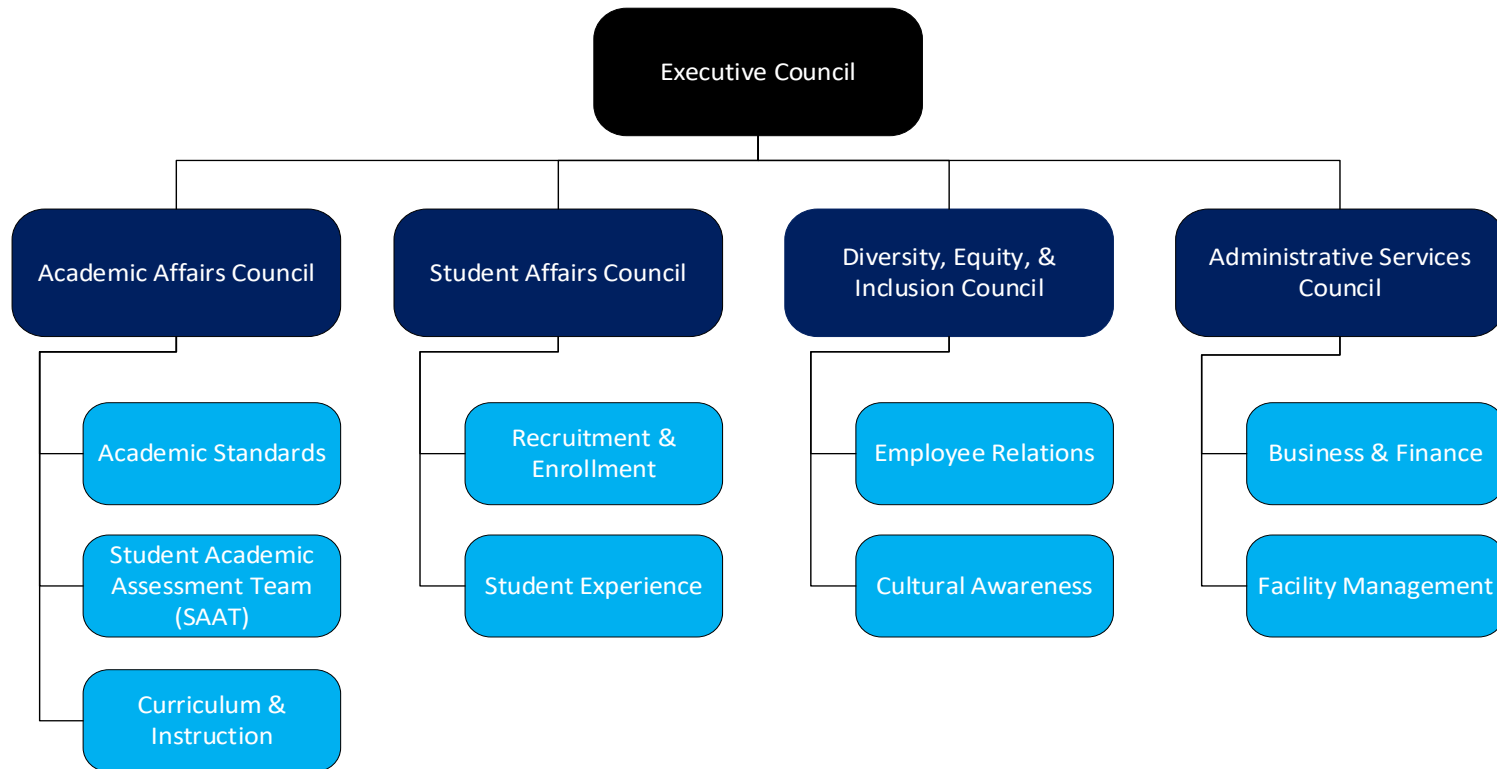 Executive Council
Academic Affairs Council
Student Affairs Council
Diversity, Equity, &
Inclusion Council
Administrative Services
Council
Academic Standards
Recruitment &
Enrollment
Employee Relations
Business & Finance
Student Academic
Assessment Team
(SAAT)
Student Experience
Cultural Awareness
Facility Management
Curriculum &
Instruction